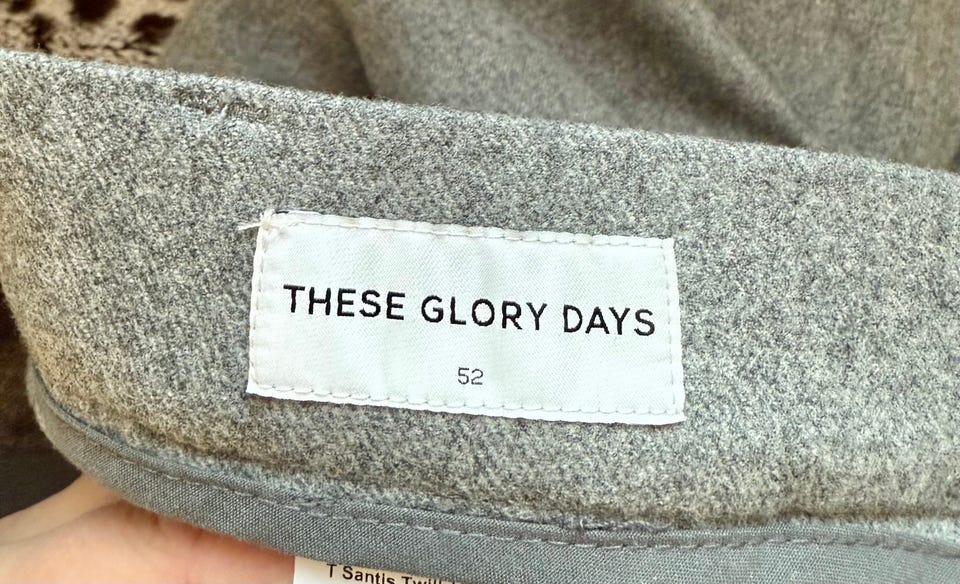 THESE GLORY DAYS
52
T Santis Twill